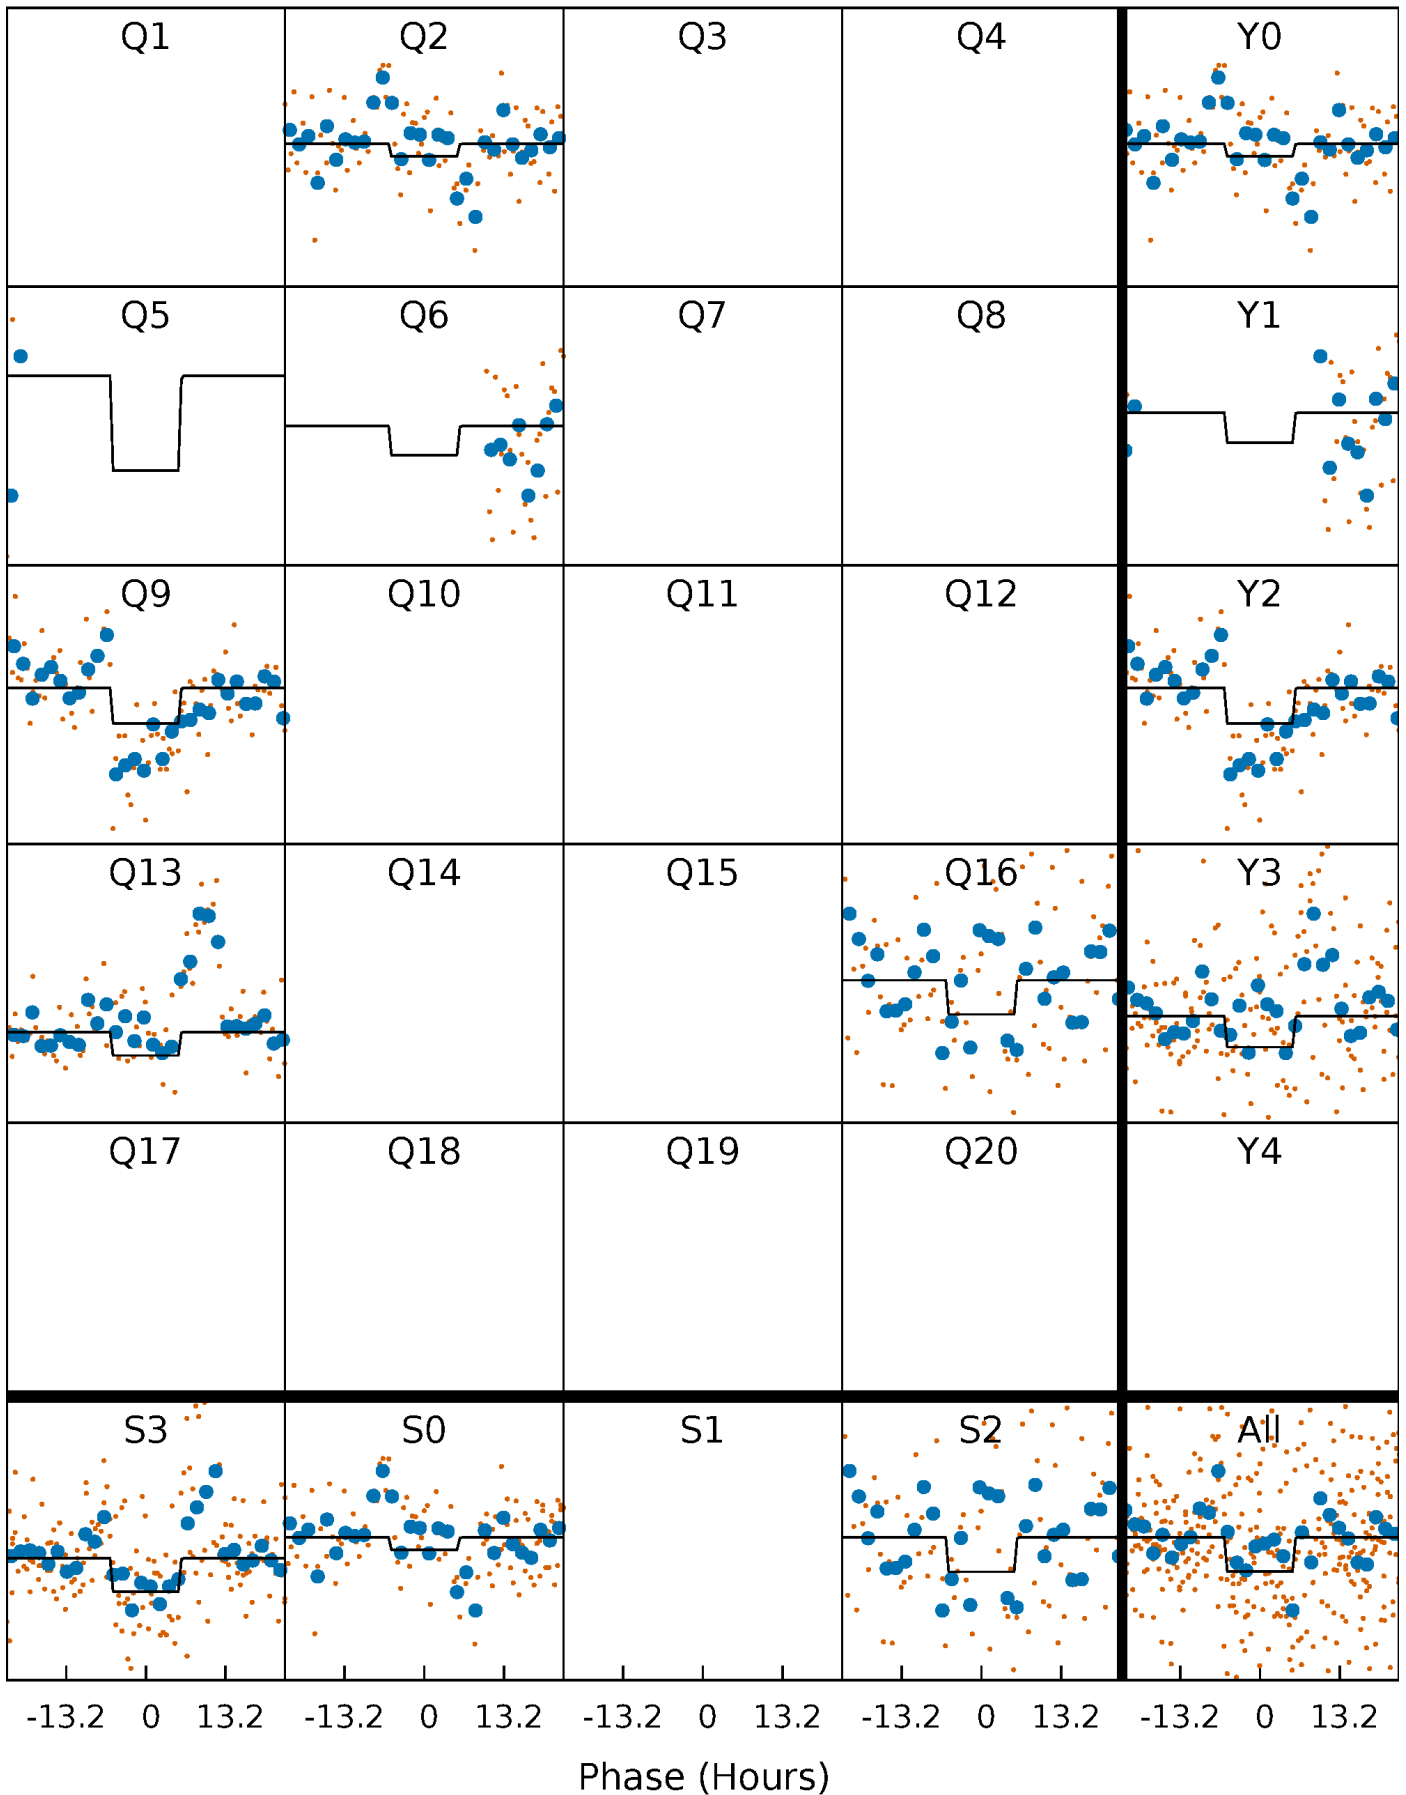 Q1 Q2 Q3 Q4 Y0
Q5 Q6 Q7 Q8 Y1
Q9 Q10 Q11 Q12 Y2
Q13 Q14 Q15 Q16 Y3
Q17 Q18 Q19 Q20 Y4
S3 S0 S1 S2 All
-13.2 0 13.2 -13.2 0 13.2 -13.2 0 13.2 -13.2 0 13.2 -13.2 0 13.2
Phase (Hours)